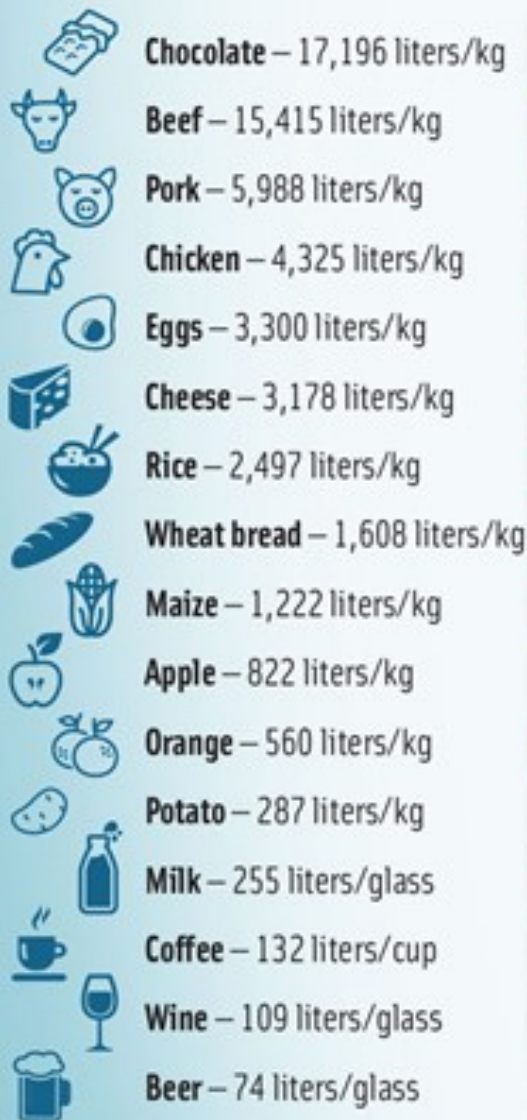 Chocolate – 17,196 liters/kg
Beef – 15,415 liters/kg
Pork – 5,988 liters/kg
Chicken – 4,325 liters/kg
Eggs – 3,300 liters/kg
Cheese – 3,178 liters/kg
Rice – 2,497 liters/kg
Wheat bread – 1,608 liters/kg
Maize – 1,222 liters/kg
Apple – 822 liters/kg
Orange – 560 liters/kg
Potato – 287 liters/kg
Milk – 255 liters/glass
Coffee – 132 liters/cup
Wine – 109 liters/glass
Beer – 74 liters/glass